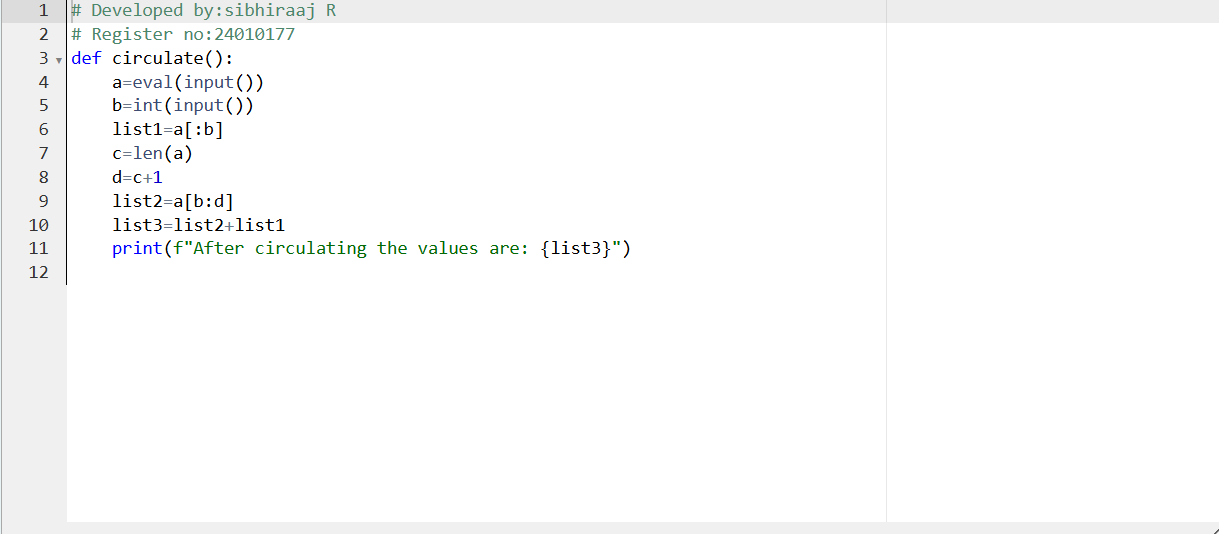 1 # Developed by:sibhiraaj R
2 # Register no:24010177
3 def circulate():
4     a=eval(input())
5     b=int(input())
6     list1=a[:b]
7     c=len(a)
8     d=c+1
9     list2=a[b:d]
10     list3=list2+list1
11     print(f"After circulating the values are: {list3}")
12